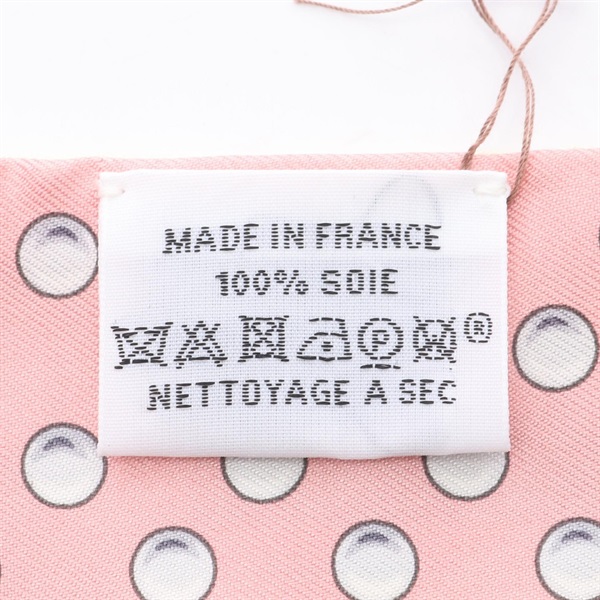 MADE IN FRANCE
100% SOIE
P ®
NETTOYAGE A SEC